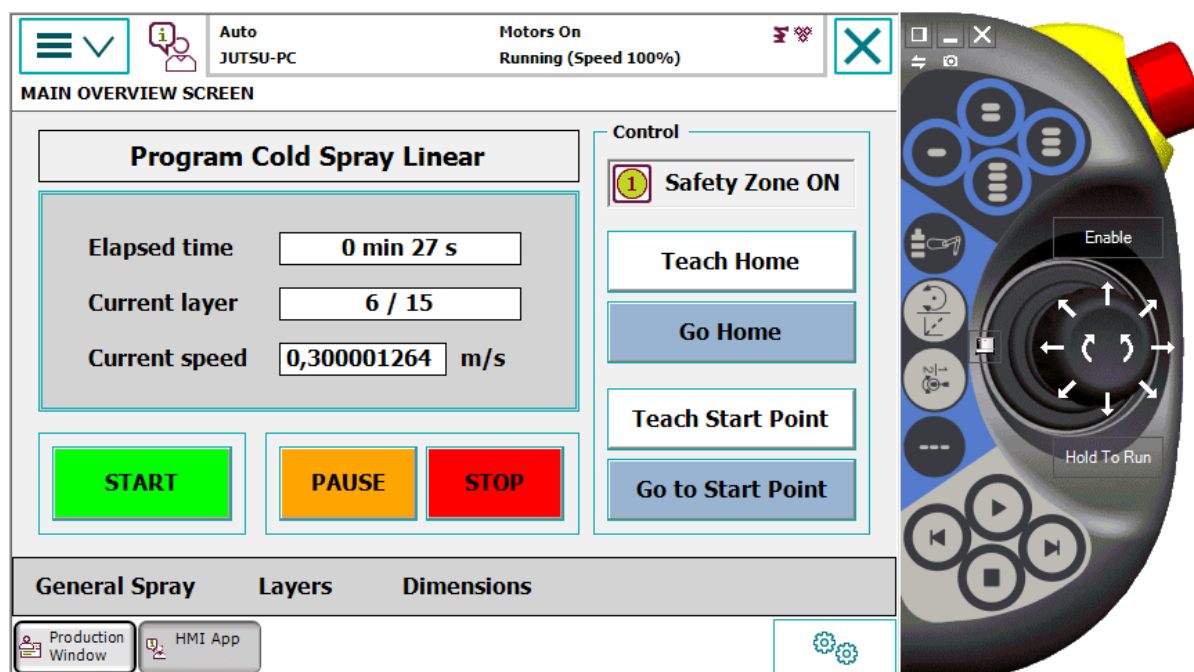 Auto
JUTSU-PC
Motors On
Running (Speed 100%)
MAIN OVERVIEW SCREEN
Program Cold Spray Linear
Elapsed time
0 min 27 s
Current layer
6 / 15
Current speed
0,300001264 m/s
START
PAUSE
STOP
Control
1 Safety Zone ON
Teach Home
Go Home
Teach Start Point
Go to Start Point
General Spray
Layers
Dimensions
Production
Window
HMI App
Enable
Hold To Run